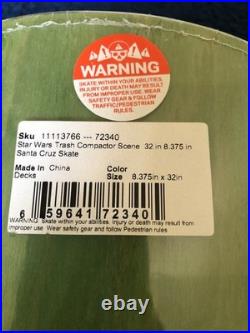 WARNING
SKATE WITHIN YOUR ABILITIES.
INJURY OR DEATH MAY RESULT
FROM IMPROPER USE. WEAR
SAFETY GEAR & FOLLOW
TRAFFIC/PEDESTRIAN
RULES.
Sku 11113766 --- 72340
Star Wars Trash Compactor Scene 32 in 8.375 in
Santa Cruz Skate
Made In China Color
Decks Size 8.375in x 32in
6 59641 72340
WARNING: Skate within your abilities. Injury or death may result from
improper use. Wear safety gear and follow Pedestrian rules